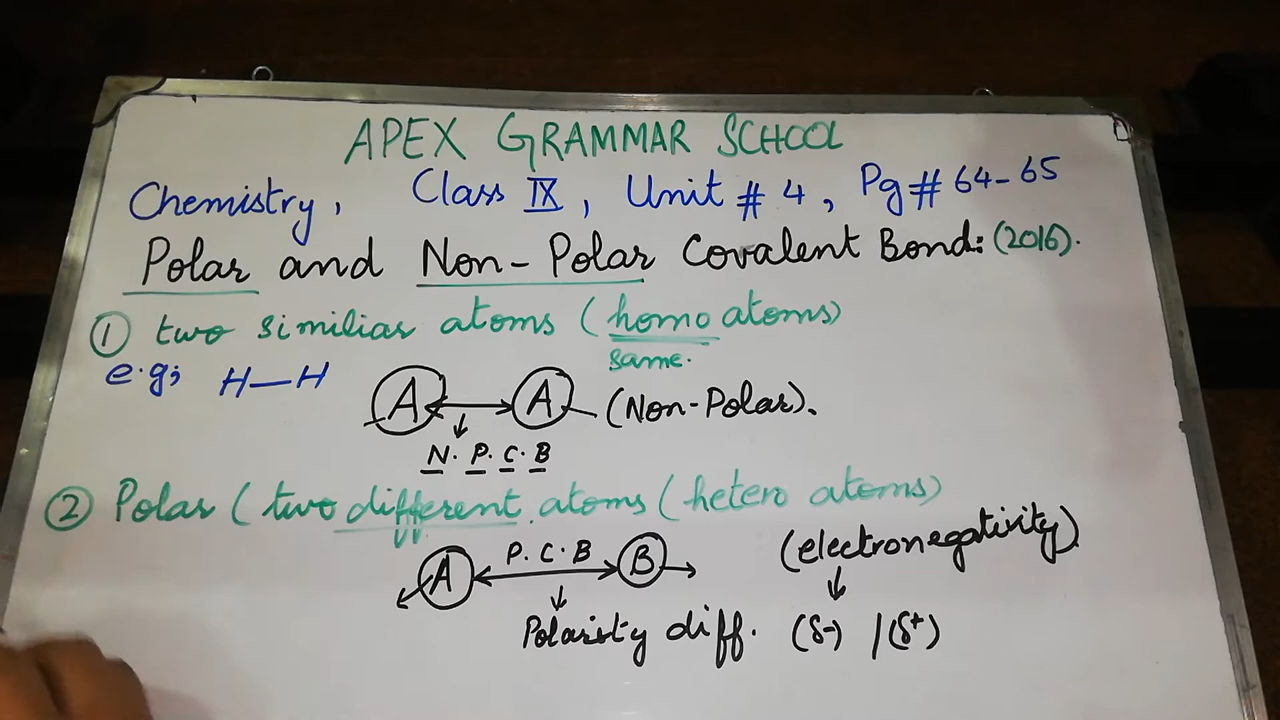 APEX GRAMMAR SCHOOL
Chemistry, Class IX, Unit # 4, Pg # 64-65
Polar and Non-Polar Covalent Bond: (2016).
① two similiar atoms (homo atoms)
same.
e.g; H—H
A A (Non-Polar).
N. P. C. B
② Polar (two different atoms (hetero atoms)
A P. C. B B (electronegativity)
Polarity diff. (δ-) /(δ+)